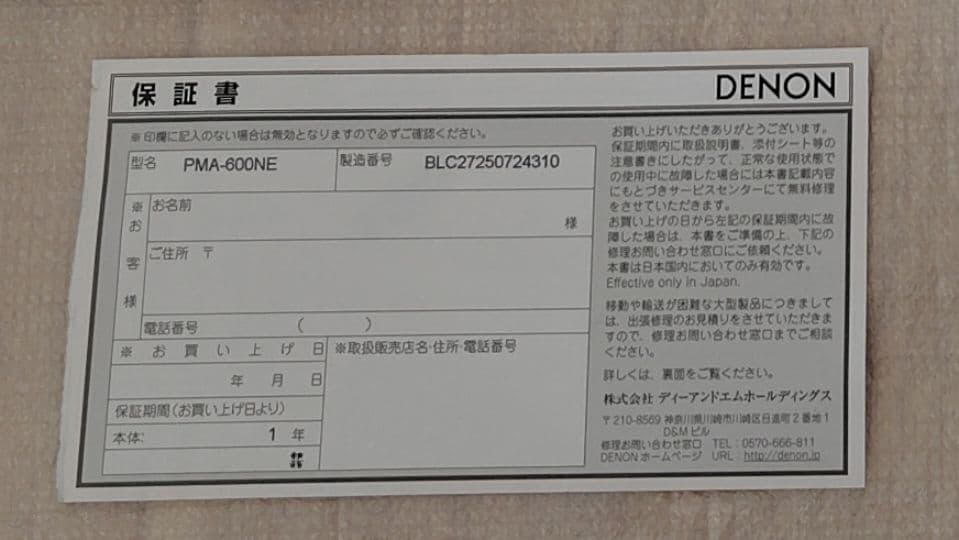 保証書
DENON
※印欄に記入のない場合は無効となりますので必ずご確認ください。
型名 PMA-600NE 製造番号 BLC27250724310
※お客様
お名前
様
ご住所 〒
電話番号 ( )
※お買い上げ日
年 月 日
保証期間(お買い上げ日より)
本体: 1 年
※取扱販売店名・住所・電話番号
お買い上げいただきありがとうございます。
保証期間内に取扱説明書、添付シート等の
注意書きにしたがって、正常な使用状態で
の使用中に故障した場合には本書記載内容
にもとづきサービスセンターにて無料修理
をさせていただきます。
お買い上げの日から左記の保証期間内に故
障した場合は、本書をご準備の上、下記の
修理お問い合わせ窓口にご依頼ください。
本書は日本国内においてのみ有効です。
Effective only in Japan.
移動や輸送が困難な大型製品につきまして
は、出張修理のお見積りをさせていただきま
すので、修理お問い合わせ窓口までご相談
ください。
詳しくは、裏面をご覧ください。
株式会社 ディーアンドエムホールディングス
〒210-8569 神奈川県川崎市川崎区日進町2番地1
D&Mビル
修理お問い合わせ窓口 TEL:0570-666-811
DENONホームページ URL:http://denon.jp